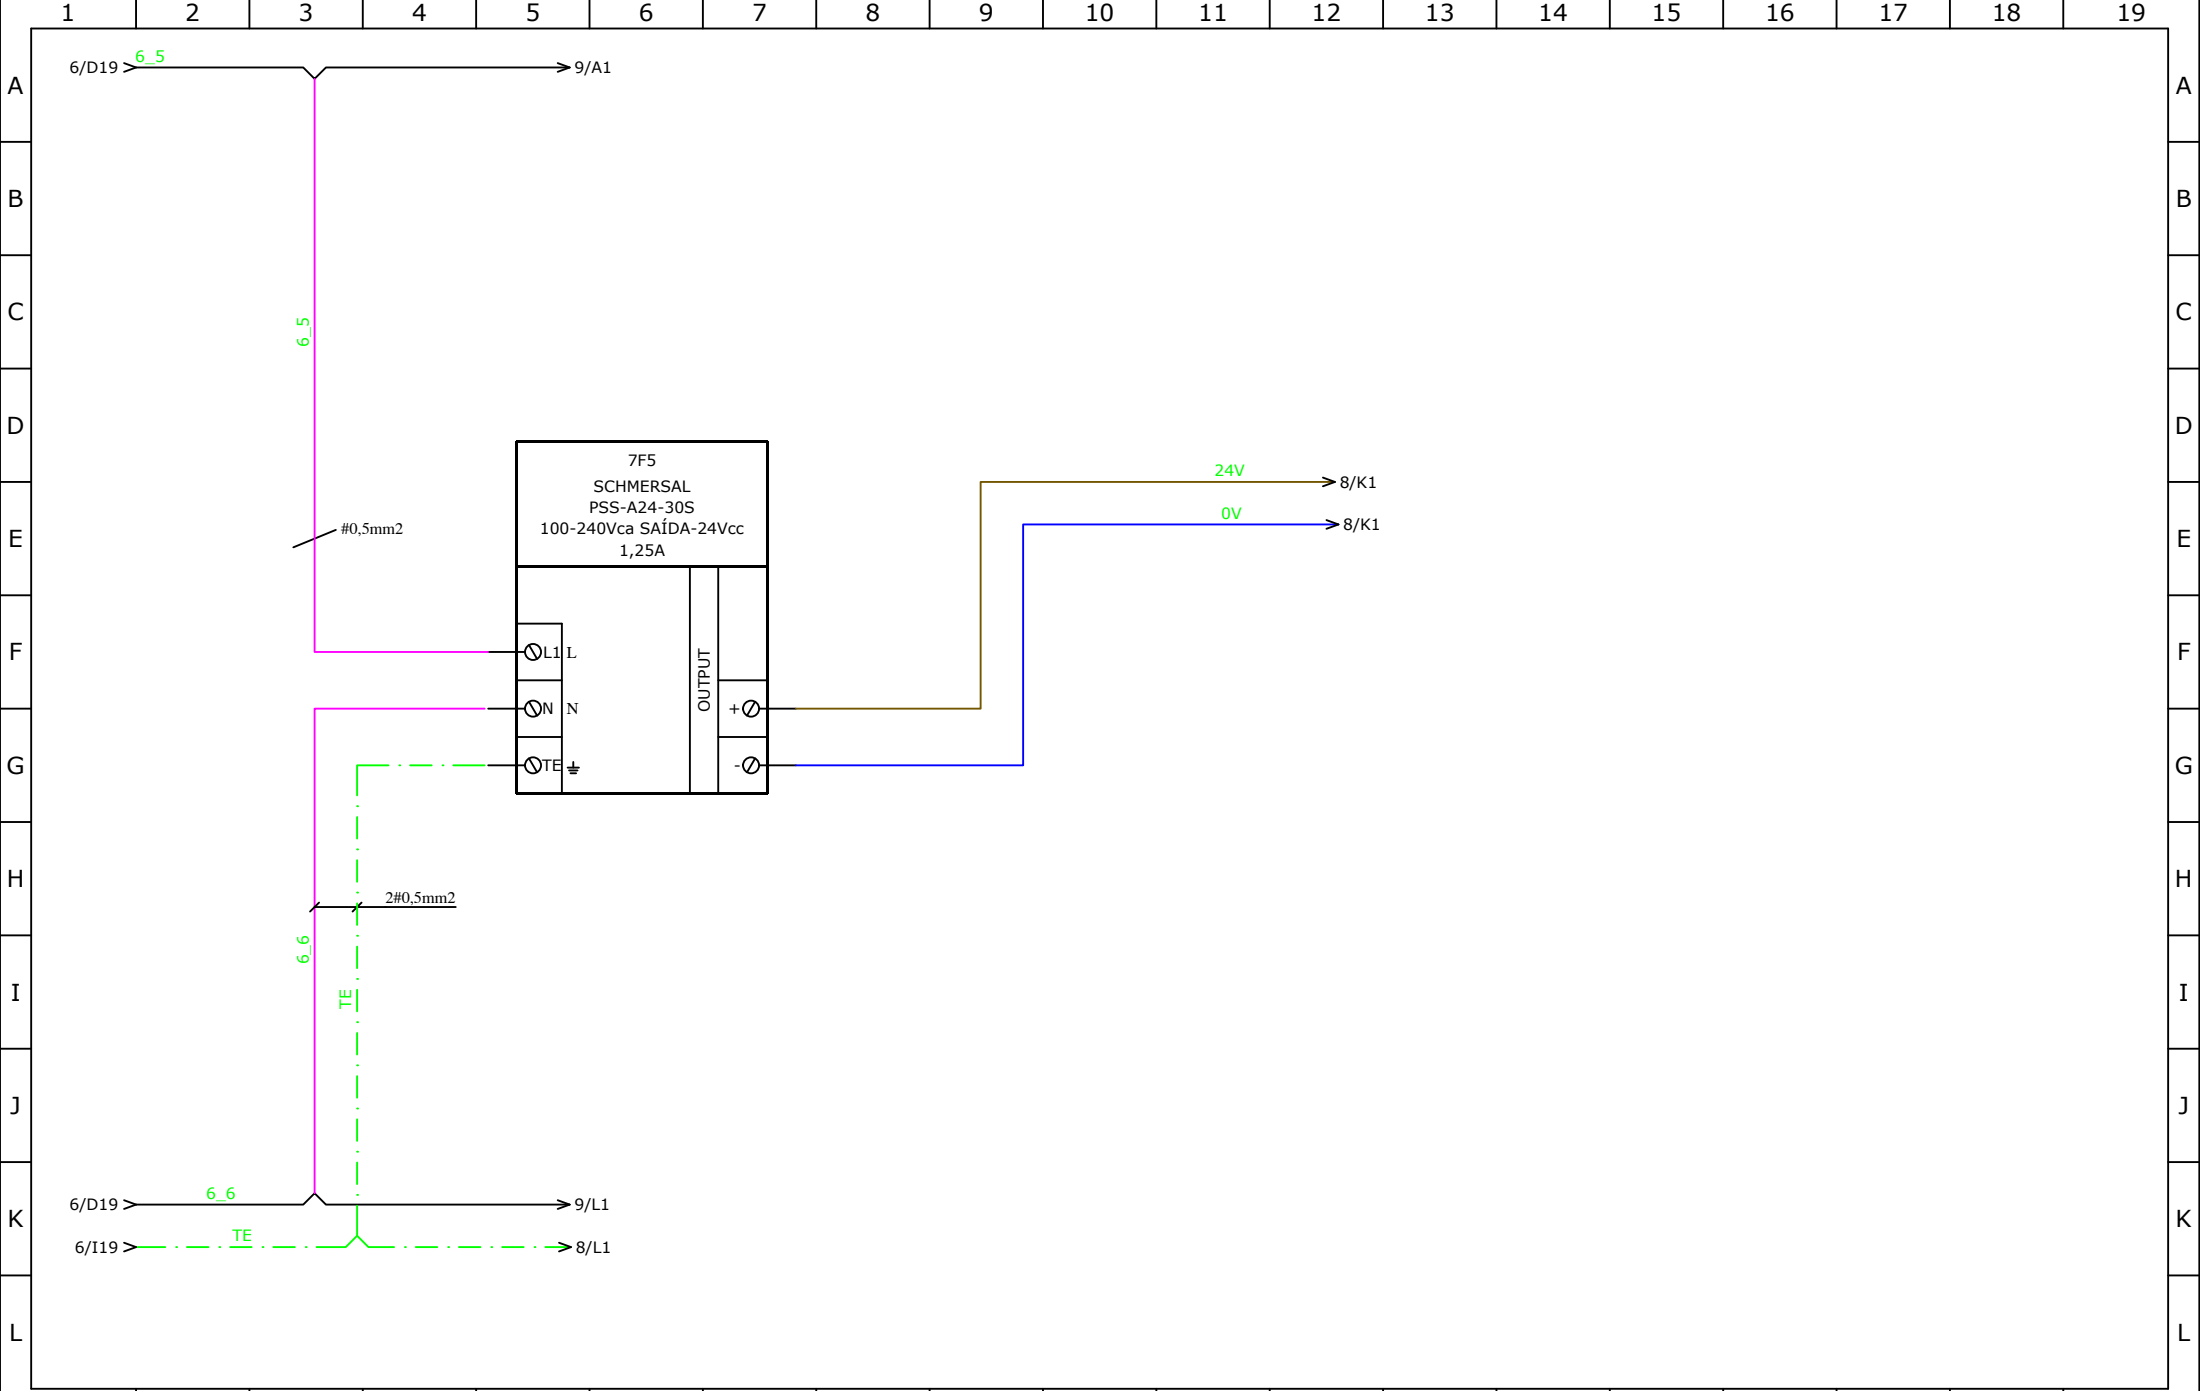 1 2 3 4 5 6 7 8 9 10 11 12 13 14 15 16 17 18 19
6_5
6/D19 9/A1
A A
B B
C C
6_5
D D
7F5
SCHMERSAL
PSS-A24-30S
100-240Vca SAÍDA-24Vcc
1,25A
24V
8/K1
0V
8/K1
#0,5mm2
E E
F F
L1 L
OUTPUT
N N
+
G G
TE
-
H H
2#0,5mm2
6_6
I I
TE
J J
6_6
6/D19 9/L1
K K
TE
6/I19 8/L1
L L